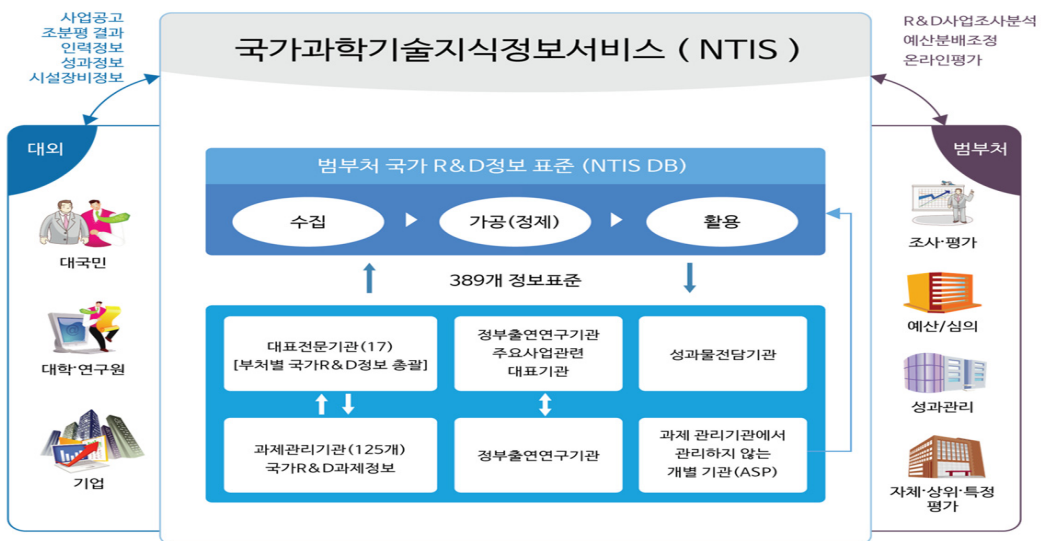 사업공고
조분평 결과
인력정보
성과정보
시설장비정보
국가과학기술지식정보서비스 ( NTIS )
R&D사업조사분석
예산분배조정
온라인평가
대외
대국민
대학·연구원
기업
범부처 국가 R&D정보 표준 (NTIS DB)
수집
가공(정제)
활용
389개 정보표준
대표전문기관(17)
[부처별 국가R&D정보 총괄]
정부출연연구기관
주요사업관련
대표기관
성과물전담기관
과제관리기관(125개)
국가R&D과제정보
정부출연연구기관
과제 관리기관에서
관리하지 않는
개별 기관(ASP)
범부처
조사·평가
예산/심의
성과관리
자체·상위·특정
평가